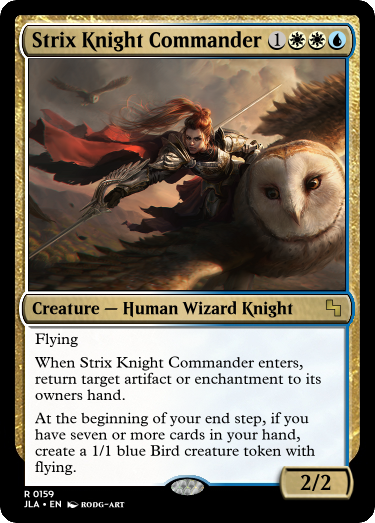 Strix Knight Commander 1
Creature — Human Wizard Knight
Flying
When Strix Knight Commander enters,
return target artifact or enchantment to its
owners hand.
At the beginning of your end step, if you
have seven or more cards in your hand,
create a 1/1 blue Bird creature token with
flying.
2/2
R 0159
JLA • EN RODG-ART